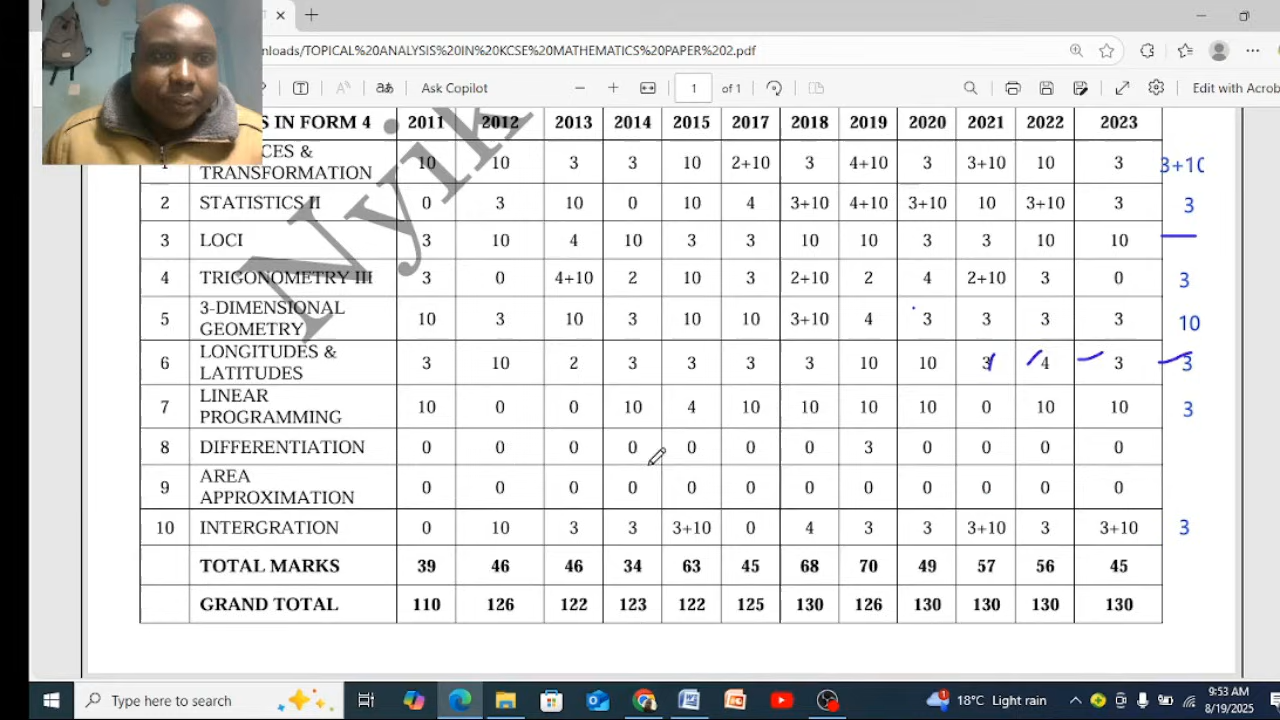 nloads/TOPICAL%20ANALYSIS%20IN%20KCSE%20MATHEMATICS%20PAPER%202.pdf
Ask Copilot 1 of 1 Edit with Acrob
S IN FORM 4 2011 2012 2013 2014 2015 2017 2018 2019 2020 2021 2022 2023
1 CES & TRANSFORMATION 10 10 3 3 10 2+10 3 4+10 3 3+10 10 3 3+10
2 STATISTICS II 0 3 10 0 10 4 3+10 4+10 3+10 10 3+10 3 3
3 LOCI 3 10 4 10 3 3 10 10 3 3 10 10
4 TRIGONOMETRY III 3 0 4+10 2 10 3 2+10 2 4 2+10 3 0 3
5 3-DIMENSIONAL GEOMETRY 10 3 10 3 10 10 3+10 4 3 3 3 3 10
6 LONGITUDES & LATITUDES 3 10 2 3 3 3 3 10 10 3 4 3 3
7 LINEAR PROGRAMMING 10 0 0 10 4 10 10 10 10 0 10 10 3
8 DIFFERENTIATION 0 0 0 0 0 0 0 3 0 0 0 0
9 AREA APPROXIMATION 0 0 0 0 0 0 0 0 0 0 0 0
10 INTERGRATION 0 10 3 3 3+10 0 4 3 3 3+10 3 3+10 3
TOTAL MARKS 39 46 46 34 63 45 68 70 49 57 56 45
GRAND TOTAL 110 126 122 123 122 125 130 126 130 130 130 130
Nyik
Type here to search
18°C Light rain
9:53 AM
8/19/2025